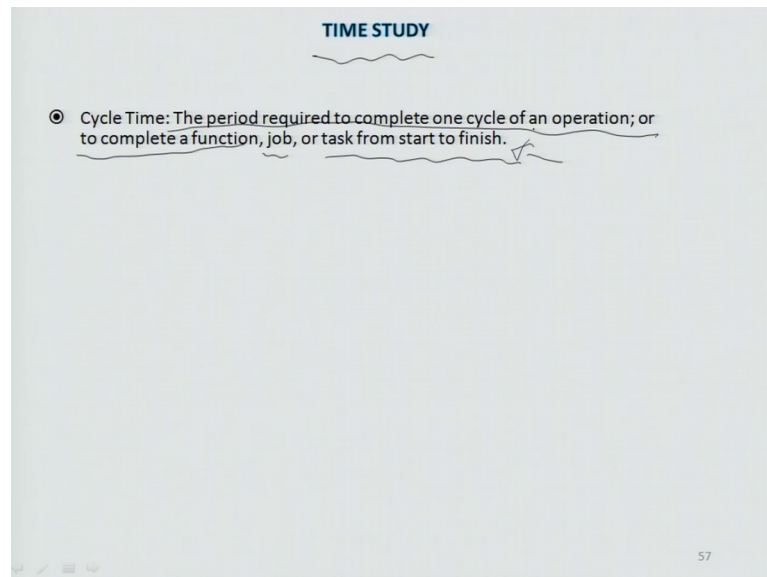 TIME STUDY
Cycle Time: The period required to complete one cycle of an operation; or
to complete a function, job, or task from start to finish.
57